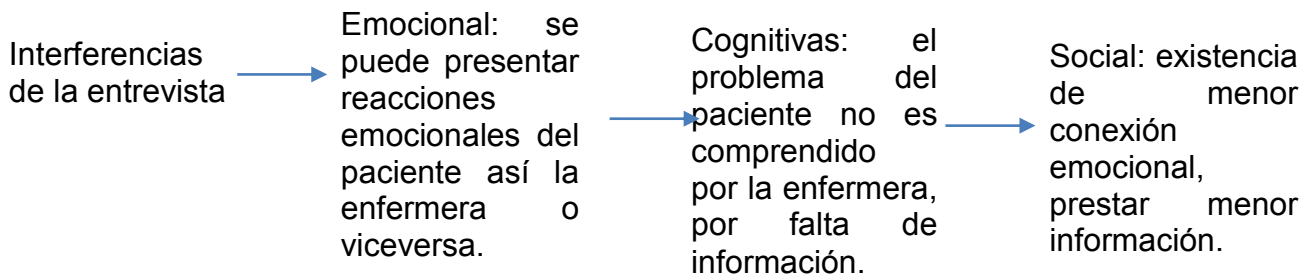 Interferencias
de la entrevista
Emocional: se
puede presentar
reacciones
emocionales del
paciente así la
enfermera o
viceversa.
Cognitivas: el
problema del
paciente no es
comprendido
por la enfermera,
por falta de
información.
Social: existencia
de menor
conexión
emocional,
prestar menor
información.